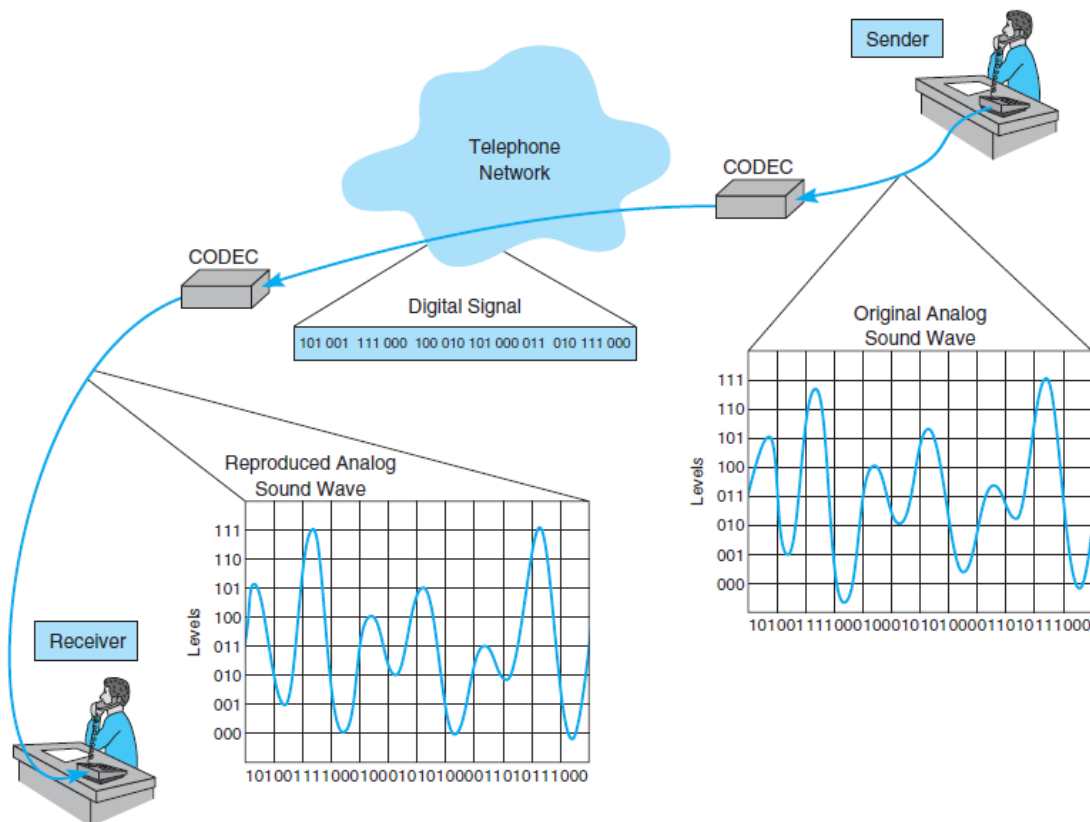 Sender
Telephone
Network
CODEC
CODEC
Digital Signal
101 001 111 000 100 010 101 000 011 010 111 000
Original Analog
Sound Wave
Levels
111
110
101
100
011
010
001
000
101001111000100010101000011010111000
Reproduced Analog
Sound Wave
Levels
111
110
101
100
011
010
001
000
101001111000100010101000011010111000
Receiver